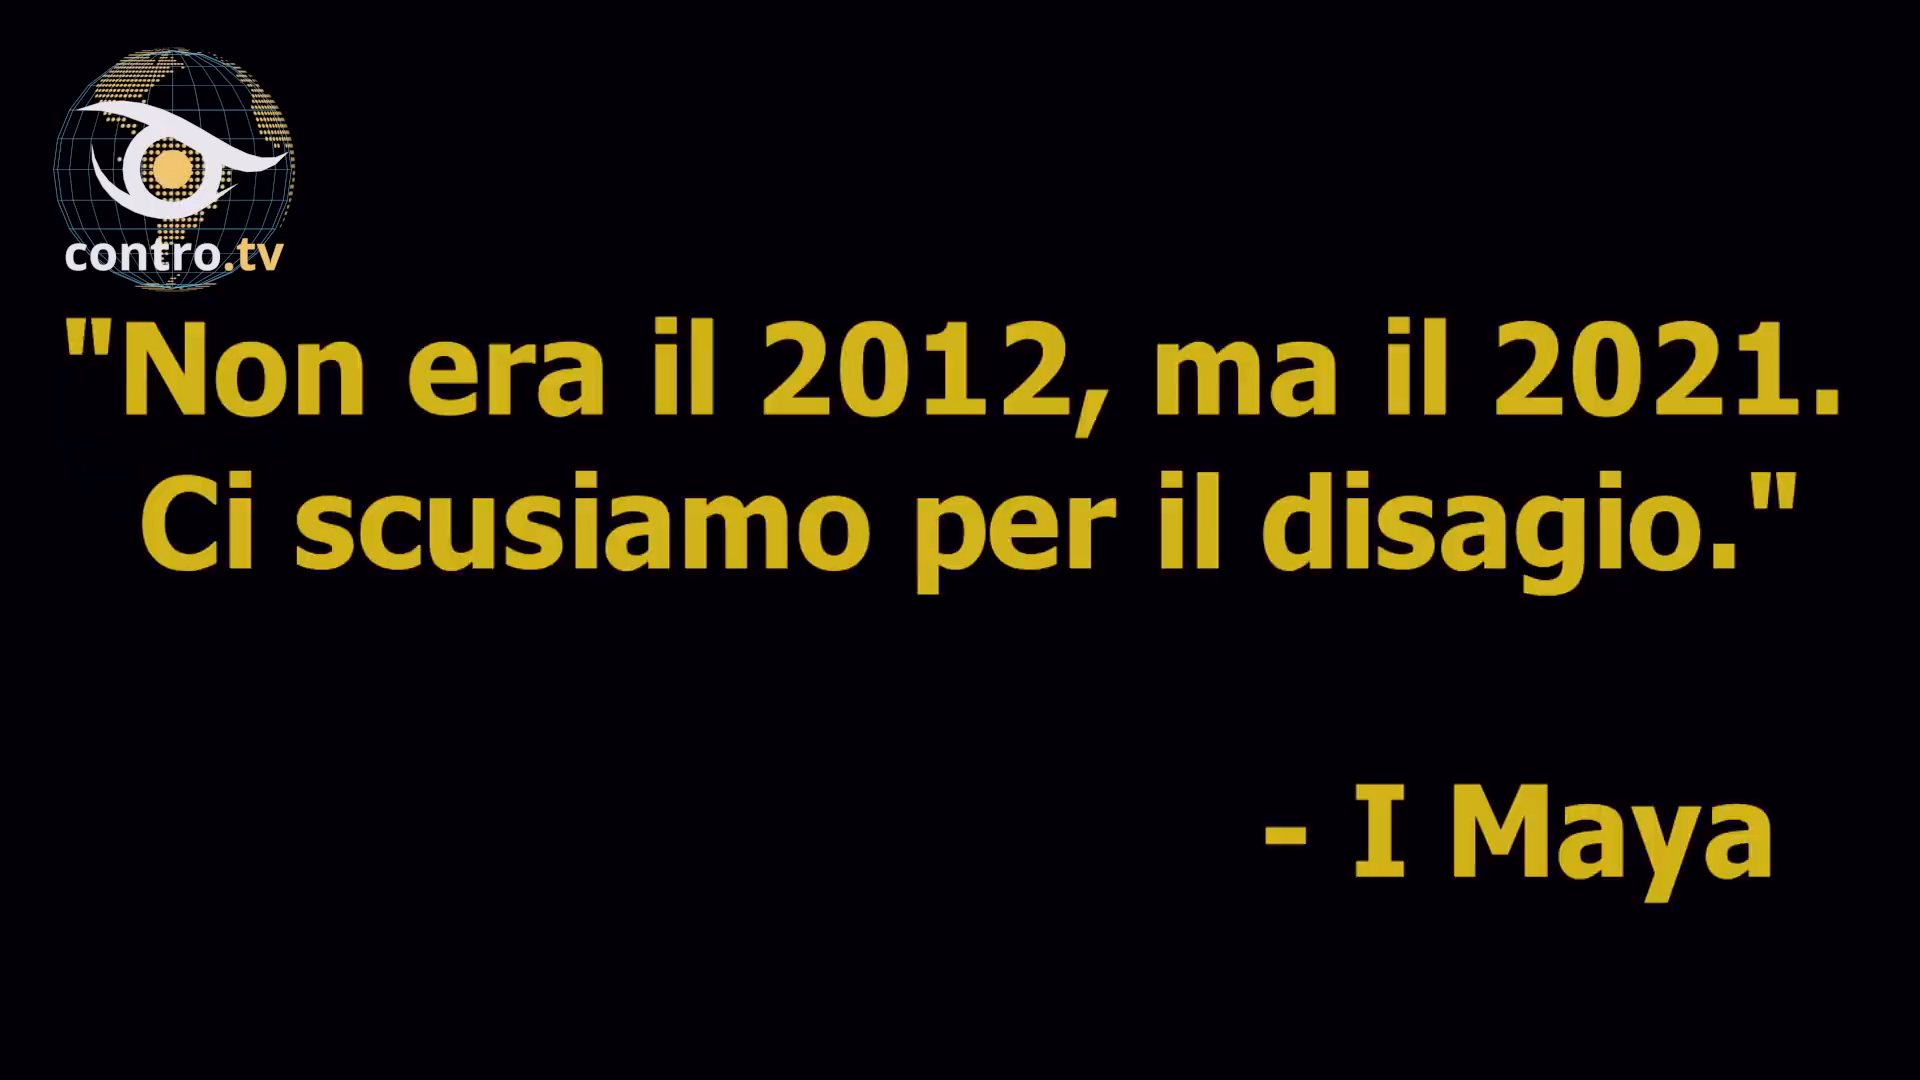 contro.tv
"Non era il 2012, ma il 2021.
Ci scusiamo per il disagio."
- I Maya